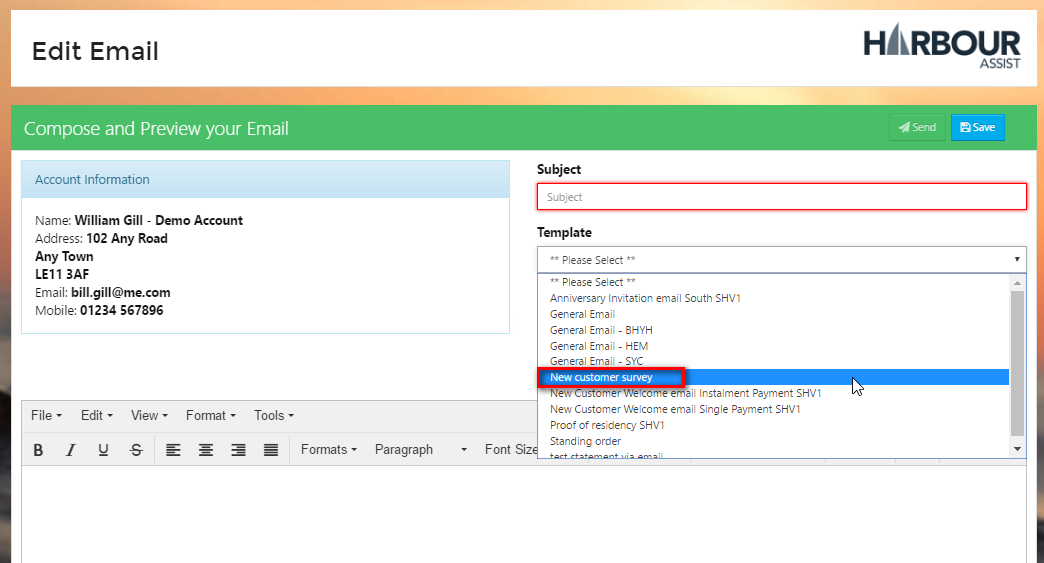 Edit Email
HARBOUR
ASSIST
Compose and Preview your Email
Send
Save
Account Information
Name: William Gill - Demo Account
Address: 102 Any Road
Any Town
LE11 3AF
Email: bill.gill@me.com
Mobile: 01234 567896
Subject
Subject
Template
** Please Select **
** Please Select **
Anniversary Invitation email South SHV1
General Email
General Email - BHYH
General Email - HEM
General Email - SYC
New customer survey
New Customer Welcome email Instalment Payment SHV1
New Customer Welcome email Single Payment SHV1
Proof of residency SHV1
Standing order
test statement via email
File Edit View Format Tools
B I U S Formats Paragraph Font Size